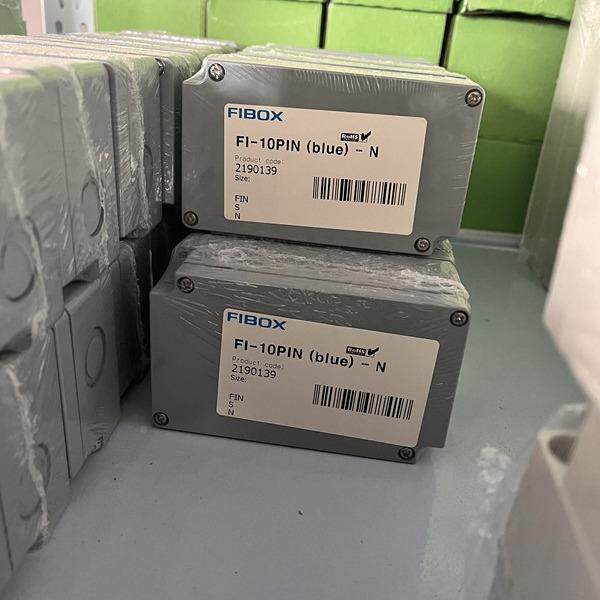 FIBOX
RoHS
FI-10PIN (blue) - N
Product code:
2190139
Size:
FIN
S
N
FIBOX
RoHS
FI-10PIN (blue) - N
Product code:
2190139
Size:
FIN
S
N